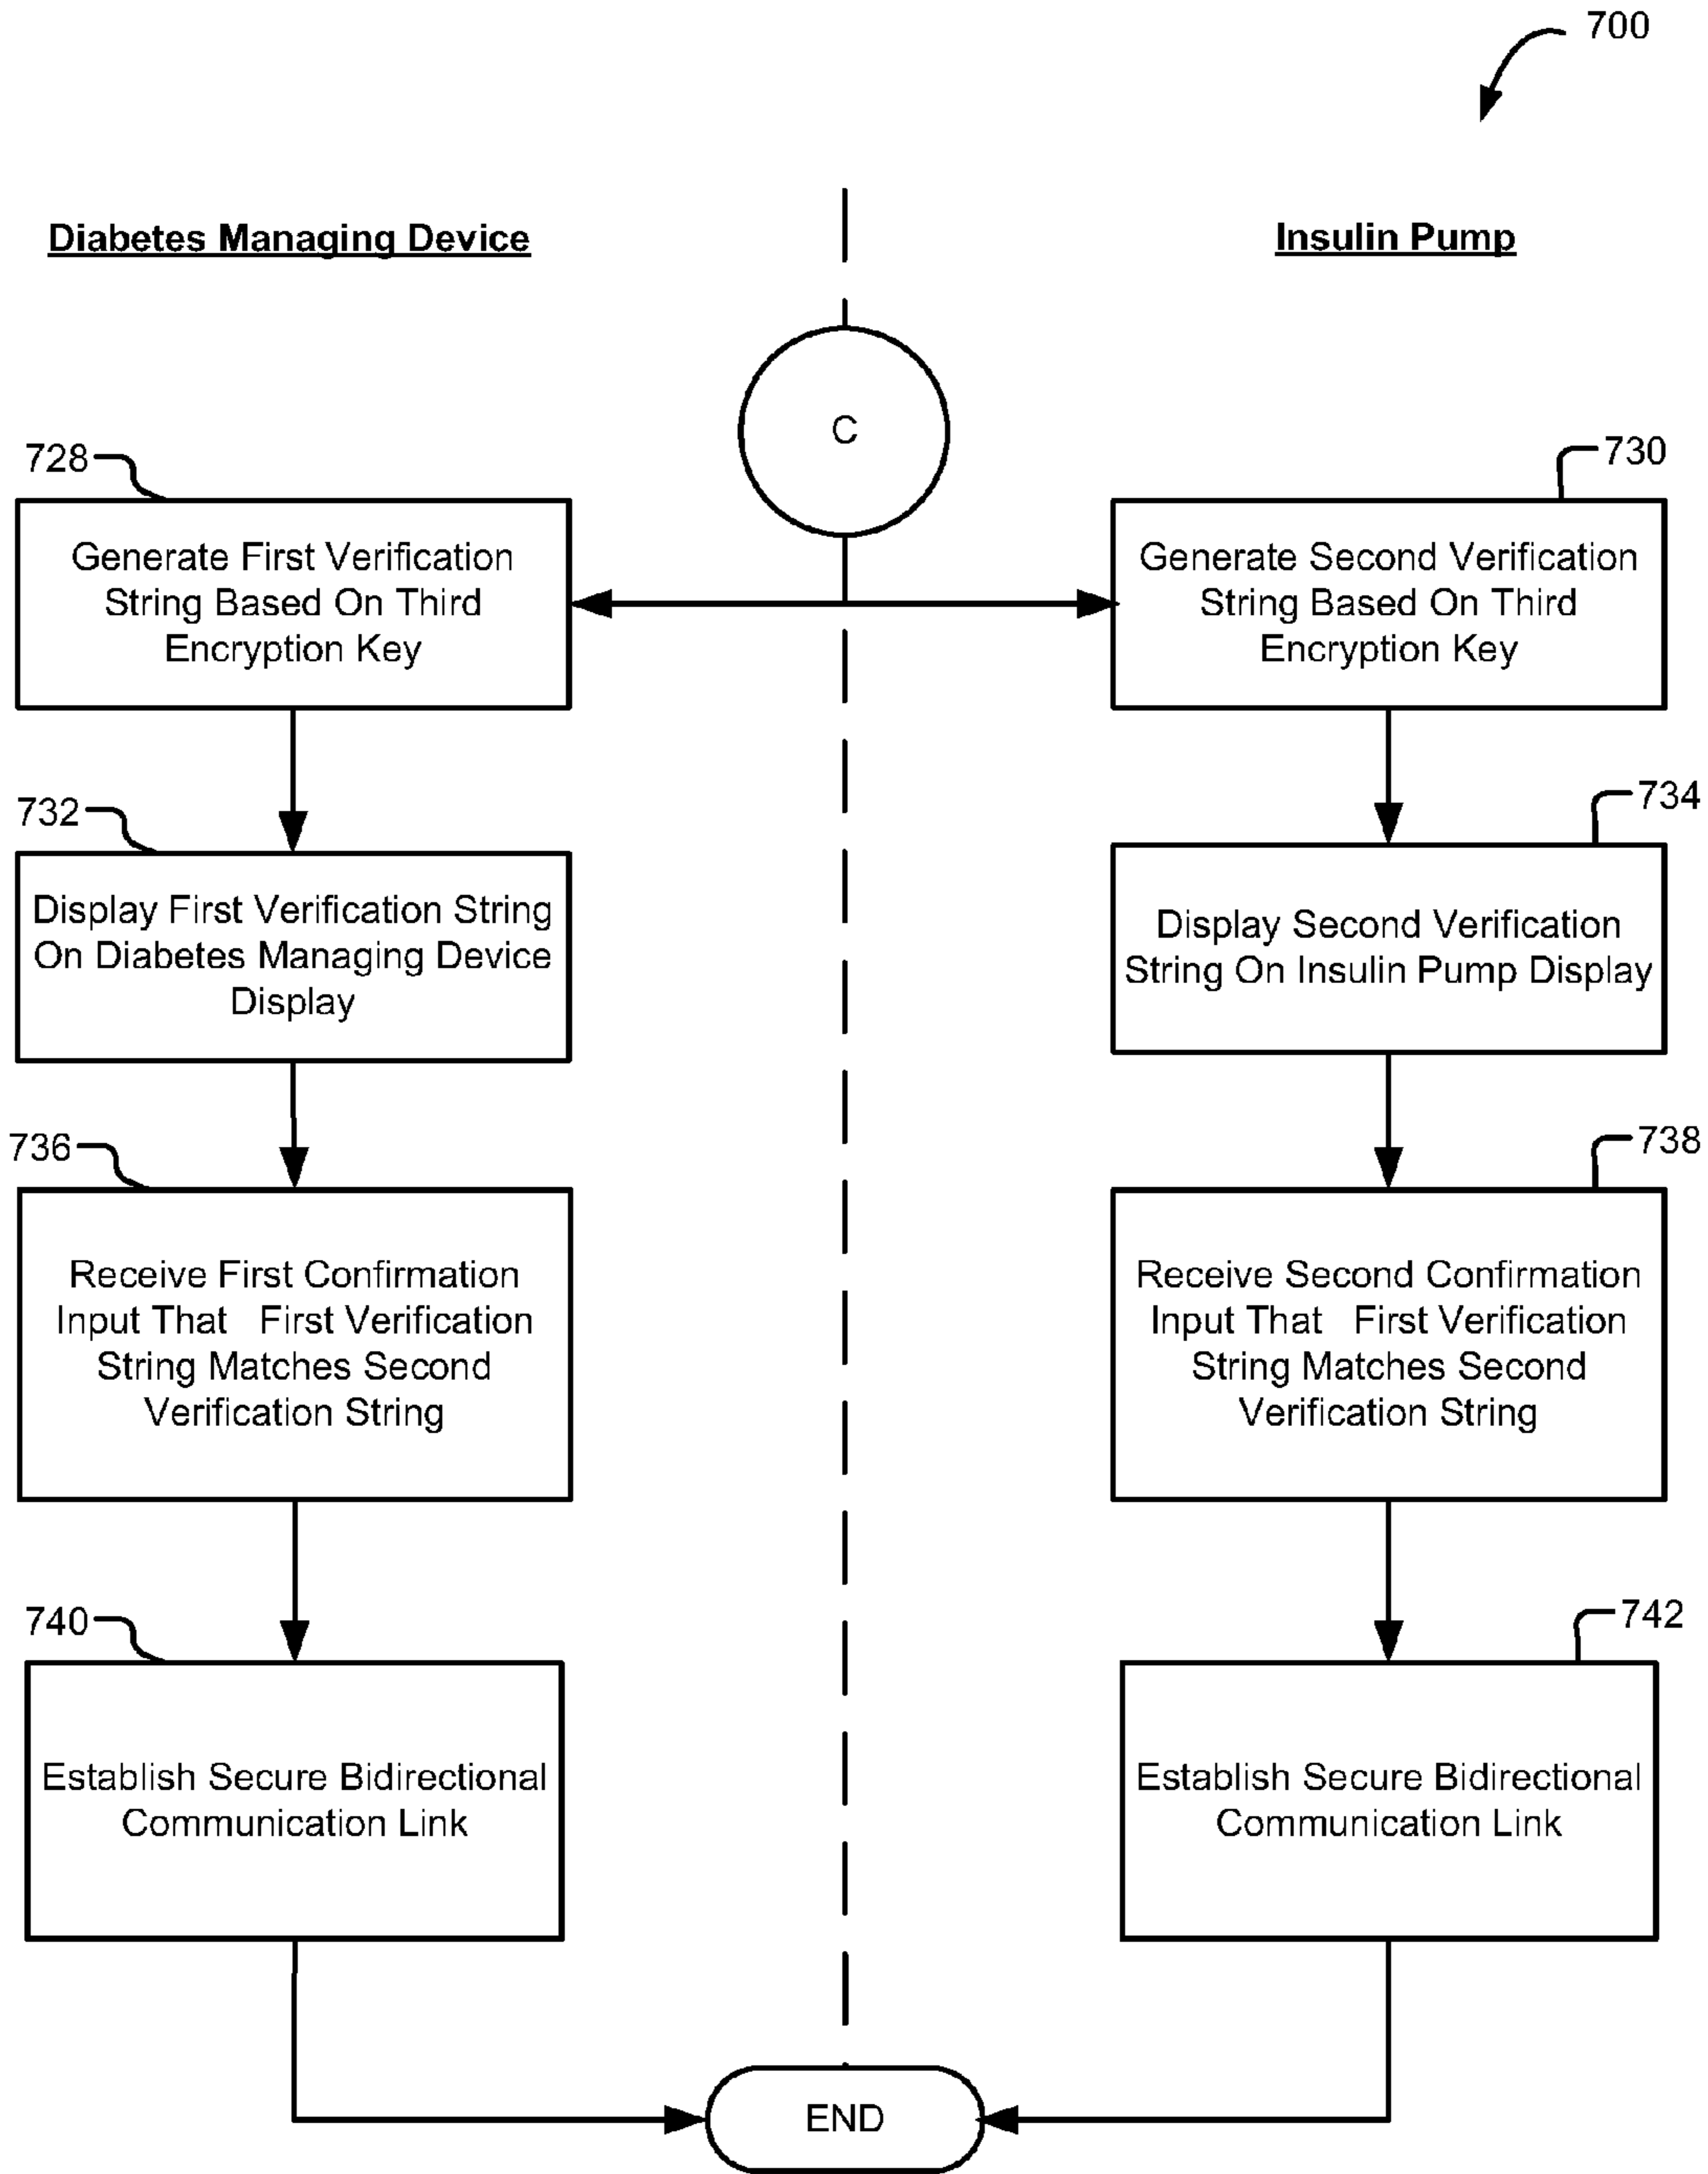 700
Diabetes Managing Device
Insulin Pump
C
728
730
Generate First Verification
String Based On Third
Encryption Key
Generate Second Verification
String Based On Third
Encryption Key
732
734
Display First Verification String
On Diabetes Managing Device
Display
Display Second Verification
String On Insulin Pump Display
736
738
Receive First Confirmation
Input That First Verification
String Matches Second
Verification String
Receive Second Confirmation
Input That First Verification
String Matches Second
Verification String
740
742
Establish Secure Bidirectional
Communication Link
Establish Secure Bidirectional
Communication Link
END